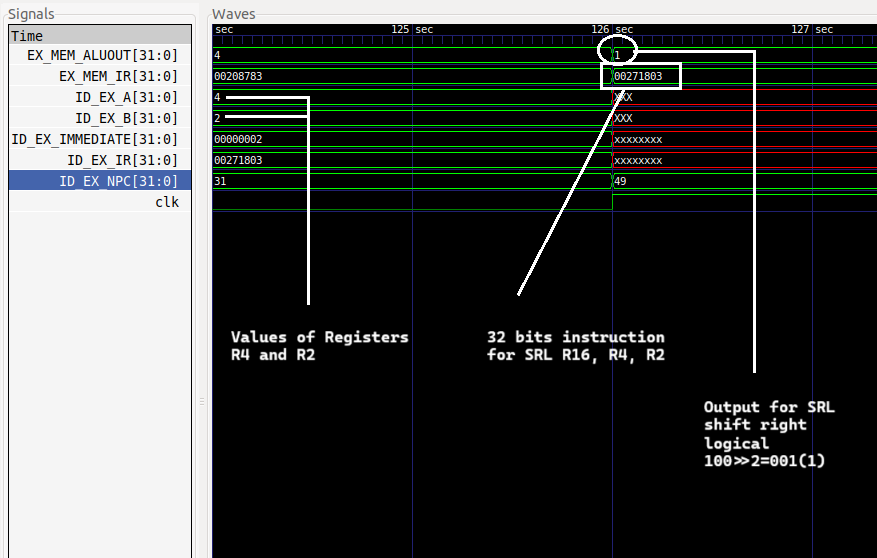 Signals
Waves
Time
EX_MEM_ALUOUT[31:0]
EX_MEM_IR[31:0]
ID_EX_A[31:0]
ID_EX_B[31:0]
ID_EX_IMMEDIATE[31:0]
ID_EX_IR[31:0]
ID_EX_NPC[31:0]
clk
sec 125 sec 126 sec 127 sec
4 1
00208783 00271803
4 XXX
2 XXX
00000002 xxxxxxxx
00271803 xxxxxxxx
31 49
Values of Registers
R4 and R2
32 bits instruction
for SRL R16, R4, R2
Output for SRL
shift right
logical
100>>2=001(1)